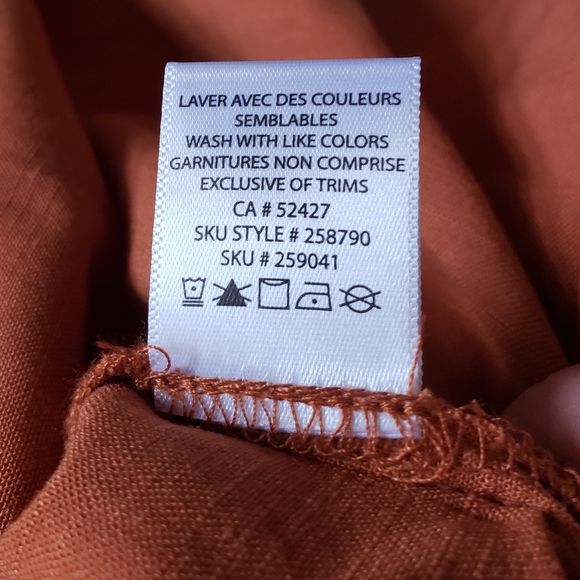 LAVER AVEC DES COULEURS
SEMBLABLES
WASH WITH LIKE COLORS
GARNITURES NON COMPRISE
EXCLUSIVE OF TRIMS
CA # 52427
SKU STYLE # 258790
SKU # 259041